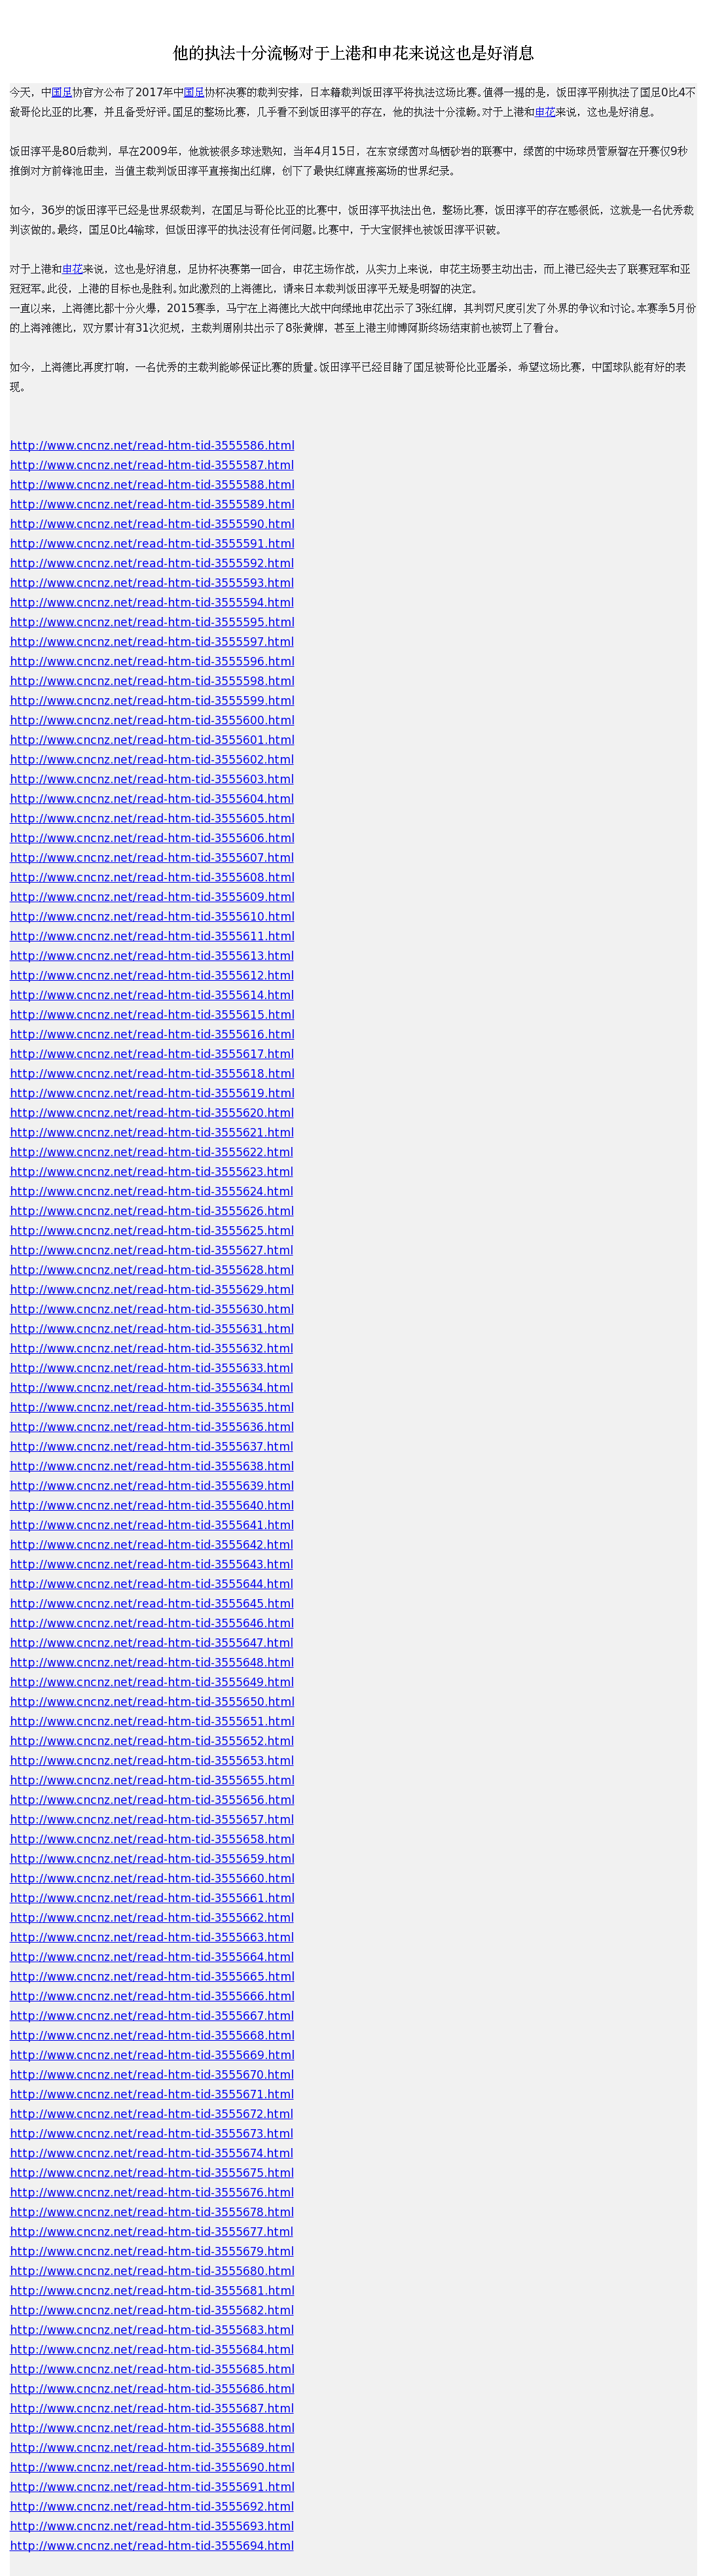 他的执法十分流畅对于上港和申花来说这也是好消息
今天，中国足协官方公布了2017年中国足协杯决赛的裁判安排，日本籍裁判饭田淳平将执法这场比赛。值得一提的是，饭田淳平刚执法了国足0比4不
敌哥伦比亚的比赛，并且备受好评。国足的整场比赛，几乎看不到饭田淳平的存在，他的执法十分流畅。对于上港和申花来说，这也是好消息。
饭田淳平是80后裁判，早在2009年，他就被很多球迷熟知，当年4月15日，在东京绿茵对鸟栖砂岩的联赛中，绿茵的中场球员菅原智在开赛仅9秒
推倒对方前锋池田圭，当值主裁判饭田淳平直接掏出红牌，创下了最快红牌直接离场的世界纪录。
如今，36岁的饭田淳平已经是世界级裁判，在国足与哥伦比亚的比赛中，饭田淳平执法出色，整场比赛，饭田淳平的存在感很低，这就是一名优秀裁
判该做的。最终，国足0比4输球，但饭田淳平的执法没有任何问题。比赛中，于大宝假摔也被饭田淳平识破。
对于上港和申花来说，这也是好消息，足协杯决赛第一回合，申花主场作战，从实力上来说，申花主场要主动出击，而上港已经失去了联赛冠军和亚
冠冠军。此役，上港的目标也是胜利。如此激烈的上海德比，请来日本裁判饭田淳平无疑是明智的决定。
一直以来，上海德比都十分火爆，2015赛季，马宁在上海德比大战中向绿地申花出示了3张红牌，其判罚尺度引发了外界的争议和讨论。本赛季5月份
的上海滩德比，双方累计有31次犯规，主裁判周刚共出示了8张黄牌，甚至上港主帅博阿斯终场结束前也被罚上了看台。
如今，上海德比再度打响，一名优秀的主裁判能够保证比赛的质量。饭田淳平已经目睹了国足被哥伦比亚屠杀，希望这场比赛，中国球队能有好的表
现。
http://www.cncnz.net/read-htm-tid-3555586.html
http://www.cncnz.net/read-htm-tid-3555587.html
http://www.cncnz.net/read-htm-tid-3555588.html
http://www.cncnz.net/read-htm-tid-3555589.html
http://www.cncnz.net/read-htm-tid-3555590.html
http://www.cncnz.net/read-htm-tid-3555591.html
http://www.cncnz.net/read-htm-tid-3555592.html
http://www.cncnz.net/read-htm-tid-3555593.html
http://www.cncnz.net/read-htm-tid-3555594.html
http://www.cncnz.net/read-htm-tid-3555595.html
http://www.cncnz.net/read-htm-tid-3555597.html
http://www.cncnz.net/read-htm-tid-3555596.html
http://www.cncnz.net/read-htm-tid-3555598.html
http://www.cncnz.net/read-htm-tid-3555599.html
http://www.cncnz.net/read-htm-tid-3555600.html
http://www.cncnz.net/read-htm-tid-3555601.html
http://www.cncnz.net/read-htm-tid-3555602.html
http://www.cncnz.net/read-htm-tid-3555603.html
http://www.cncnz.net/read-htm-tid-3555604.html
http://www.cncnz.net/read-htm-tid-3555605.html
http://www.cncnz.net/read-htm-tid-3555606.html
http://www.cncnz.net/read-htm-tid-3555607.html
http://www.cncnz.net/read-htm-tid-3555608.html
http://www.cncnz.net/read-htm-tid-3555609.html
http://www.cncnz.net/read-htm-tid-3555610.html
http://www.cncnz.net/read-htm-tid-3555611.html
http://www.cncnz.net/read-htm-tid-3555613.html
http://www.cncnz.net/read-htm-tid-3555612.html
http://www.cncnz.net/read-htm-tid-3555614.html
http://www.cncnz.net/read-htm-tid-3555615.html
http://www.cncnz.net/read-htm-tid-3555616.html
http://www.cncnz.net/read-htm-tid-3555617.html
http://www.cncnz.net/read-htm-tid-3555618.html
http://www.cncnz.net/read-htm-tid-3555619.html
http://www.cncnz.net/read-htm-tid-3555620.html
http://www.cncnz.net/read-htm-tid-3555621.html
http://www.cncnz.net/read-htm-tid-3555622.html
http://www.cncnz.net/read-htm-tid-3555623.html
http://www.cncnz.net/read-htm-tid-3555624.html
http://www.cncnz.net/read-htm-tid-3555626.html
http://www.cncnz.net/read-htm-tid-3555625.html
http://www.cncnz.net/read-htm-tid-3555627.html
http://www.cncnz.net/read-htm-tid-3555628.html
http://www.cncnz.net/read-htm-tid-3555629.html
http://www.cncnz.net/read-htm-tid-3555630.html
http://www.cncnz.net/read-htm-tid-3555631.html
http://www.cncnz.net/read-htm-tid-3555632.html
http://www.cncnz.net/read-htm-tid-3555633.html
http://www.cncnz.net/read-htm-tid-3555634.html
http://www.cncnz.net/read-htm-tid-3555635.html
http://www.cncnz.net/read-htm-tid-3555636.html
http://www.cncnz.net/read-htm-tid-3555637.html
http://www.cncnz.net/read-htm-tid-3555638.html
http://www.cncnz.net/read-htm-tid-3555639.html
http://www.cncnz.net/read-htm-tid-3555640.html
http://www.cncnz.net/read-htm-tid-3555641.html
http://www.cncnz.net/read-htm-tid-3555642.html
http://www.cncnz.net/read-htm-tid-3555643.html
http://www.cncnz.net/read-htm-tid-3555644.html
http://www.cncnz.net/read-htm-tid-3555645.html
http://www.cncnz.net/read-htm-tid-3555646.html
http://www.cncnz.net/read-htm-tid-3555647.html
http://www.cncnz.net/read-htm-tid-3555648.html
http://www.cncnz.net/read-htm-tid-3555649.html
http://www.cncnz.net/read-htm-tid-3555650.html
http://www.cncnz.net/read-htm-tid-3555651.html
http://www.cncnz.net/read-htm-tid-3555652.html
http://www.cncnz.net/read-htm-tid-3555653.html
http://www.cncnz.net/read-htm-tid-3555655.html
http://www.cncnz.net/read-htm-tid-3555656.html
http://www.cncnz.net/read-htm-tid-3555657.html
http://www.cncnz.net/read-htm-tid-3555658.html
http://www.cncnz.net/read-htm-tid-3555659.html
http://www.cncnz.net/read-htm-tid-3555660.html
http://www.cncnz.net/read-htm-tid-3555661.html
http://www.cncnz.net/read-htm-tid-3555662.html
http://www.cncnz.net/read-htm-tid-3555663.html
http://www.cncnz.net/read-htm-tid-3555664.html
http://www.cncnz.net/read-htm-tid-3555665.html
http://www.cncnz.net/read-htm-tid-3555666.html
http://www.cncnz.net/read-htm-tid-3555667.html
http://www.cncnz.net/read-htm-tid-3555668.html
http://www.cncnz.net/read-htm-tid-3555669.html
http://www.cncnz.net/read-htm-tid-3555670.html
http://www.cncnz.net/read-htm-tid-3555671.html
http://www.cncnz.net/read-htm-tid-3555672.html
http://www.cncnz.net/read-htm-tid-3555673.html
http://www.cncnz.net/read-htm-tid-3555674.html
http://www.cncnz.net/read-htm-tid-3555675.html
http://www.cncnz.net/read-htm-tid-3555676.html
http://www.cncnz.net/read-htm-tid-3555678.html
http://www.cncnz.net/read-htm-tid-3555677.html
http://www.cncnz.net/read-htm-tid-3555679.html
http://www.cncnz.net/read-htm-tid-3555680.html
http://www.cncnz.net/read-htm-tid-3555681.html
http://www.cncnz.net/read-htm-tid-3555682.html
http://www.cncnz.net/read-htm-tid-3555683.html
http://www.cncnz.net/read-htm-tid-3555684.html
http://www.cncnz.net/read-htm-tid-3555685.html
http://www.cncnz.net/read-htm-tid-3555686.html
http://www.cncnz.net/read-htm-tid-3555687.html
http://www.cncnz.net/read-htm-tid-3555688.html
http://www.cncnz.net/read-htm-tid-3555689.html
http://www.cncnz.net/read-htm-tid-3555690.html
http://www.cncnz.net/read-htm-tid-3555691.html
http://www.cncnz.net/read-htm-tid-3555692.html
http://www.cncnz.net/read-htm-tid-3555693.html
http://www.cncnz.net/read-htm-tid-3555694.html